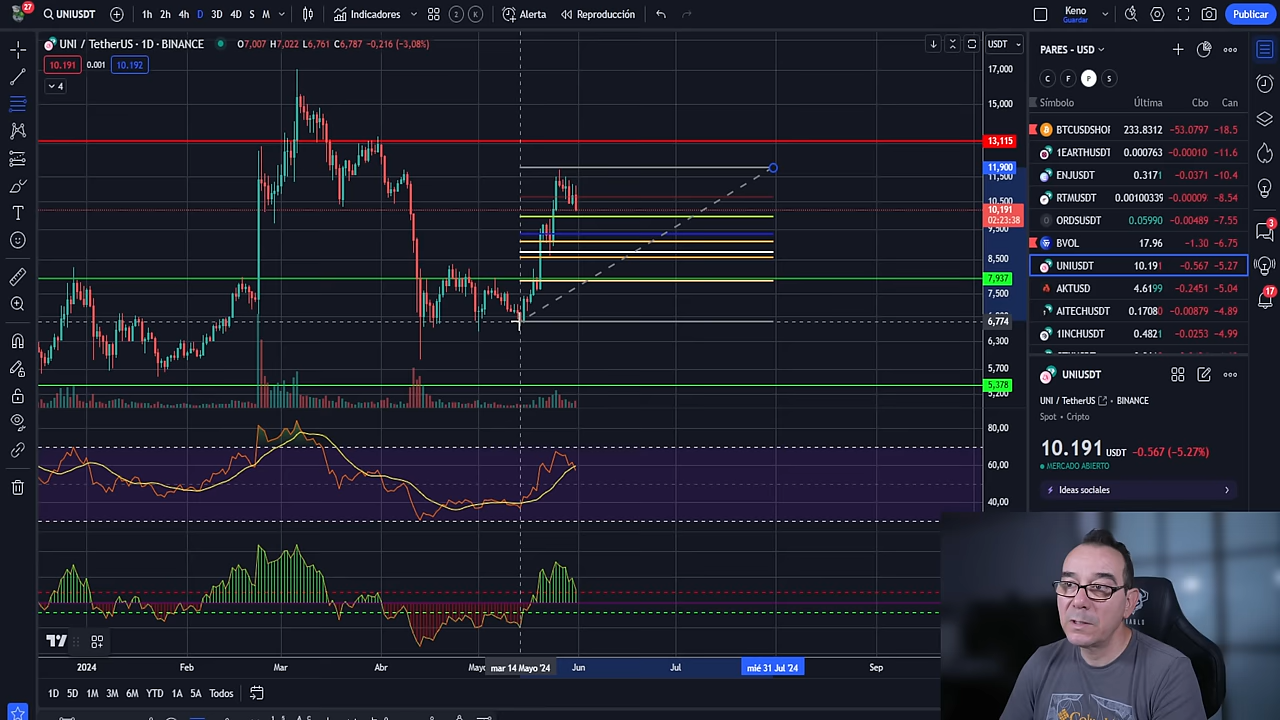 27
UNIUSDT
1h 2h 4h D 3D 4D S M
Indicadores
2
K
Alerta
Reproducción
Keno
Guardar
Publicar
UNI / TetherUS · 1D · BINANCE
O7,007 H7,022 L6,761 C6,787 -0,216 (-3,08%)
10.191 0.001 10.192
4
USDT
17,000
15,000
13,115
11,900
11,500
10,500
10,191
02:23:38
9,500
8,500
7,937
7,500
6,774
6,300
5,700
5,378
5,200
80,00
60,00
40,00
2024 Feb Mar Abr Mayo mar 14 Mayo '24 Jun Jul mié 31 Jul '24 Sep
1D 5D 1M 3M 6M YTD 1A 5A Todos
PARES - USD
C F P S
Símbolo Última Cbo Can
BTCUSDSHOR 233.8312 -53.0797 -18.5
1EARTHUSDT 0.000763 -0.00010 -11.6
ENJUSDT 0.3171 -0.0371 -10.4
RTMUSDT 0.00100339 -0.00009 -8.54
ORDSUSDT 0.05990 -0.00489 -7.55
BVOL 17.96 -1.30 -6.75
UNIUSDT 10.191 -0.567 -5.27
AKTUSD 4.6199 -0.2451 -5.04
AITECHUSDT 0.17080 -0.00879 -4.89
1INCHUSDT 0.4821 -0.0253 -4.99
3
17
UNIUSDT
UNI / TetherUS · BINANCE
Spot · Cripto
10.191 USDT -0.567 (-5.27%)
MERCADO ABIERTO
Ideas sociales